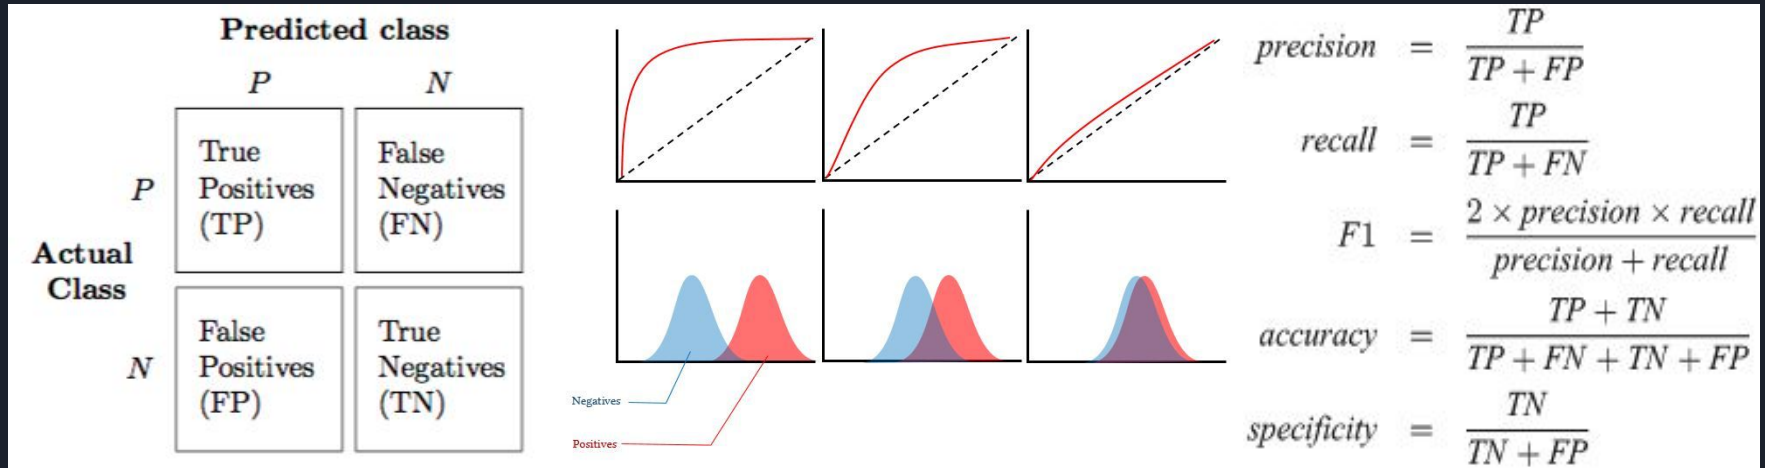 Predicted class
P N
True
Positives
(TP)
False
Negatives
(FN)
P
Actual
Class
N
False
Positives
(FP)
True
Negatives
(TN)
Negatives
Positives
precision = TP / TP + FP
recall = TP / TP + FN
F1 = 2 × precision × recall / precision + recall
accuracy = TP + TN / TP + FN + TN + FP
specificity = TN / TN + FP